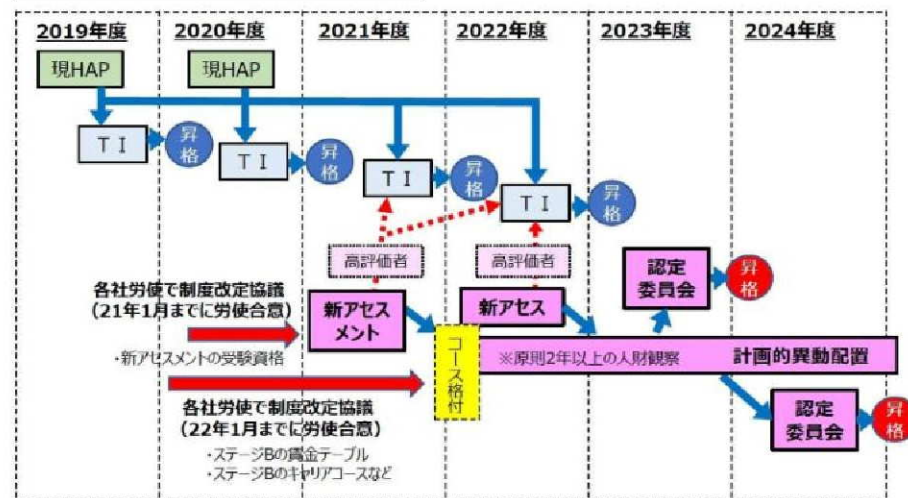 2019年度
2020年度
2021年度
2022年度
2023年度
2024年度
現HAP
現HAP
TI
昇格
TI
昇格
TI
昇格
TI
昇格
高評価者
高評価者
認定
委員会
昇格
各社労使で制度改定協議
(21年1月までに労使合意)
新アセス
メント
新アセス
・新アセスメントの受験資格
コース格付
※原則2年以上の人財観察
計画的異動配置
各社労使で制度改定協議
(22年1月までに労使合意)
・ステージBの賃金テーブル
・ステージBのキャリアコースなど
認定
委員会
昇格